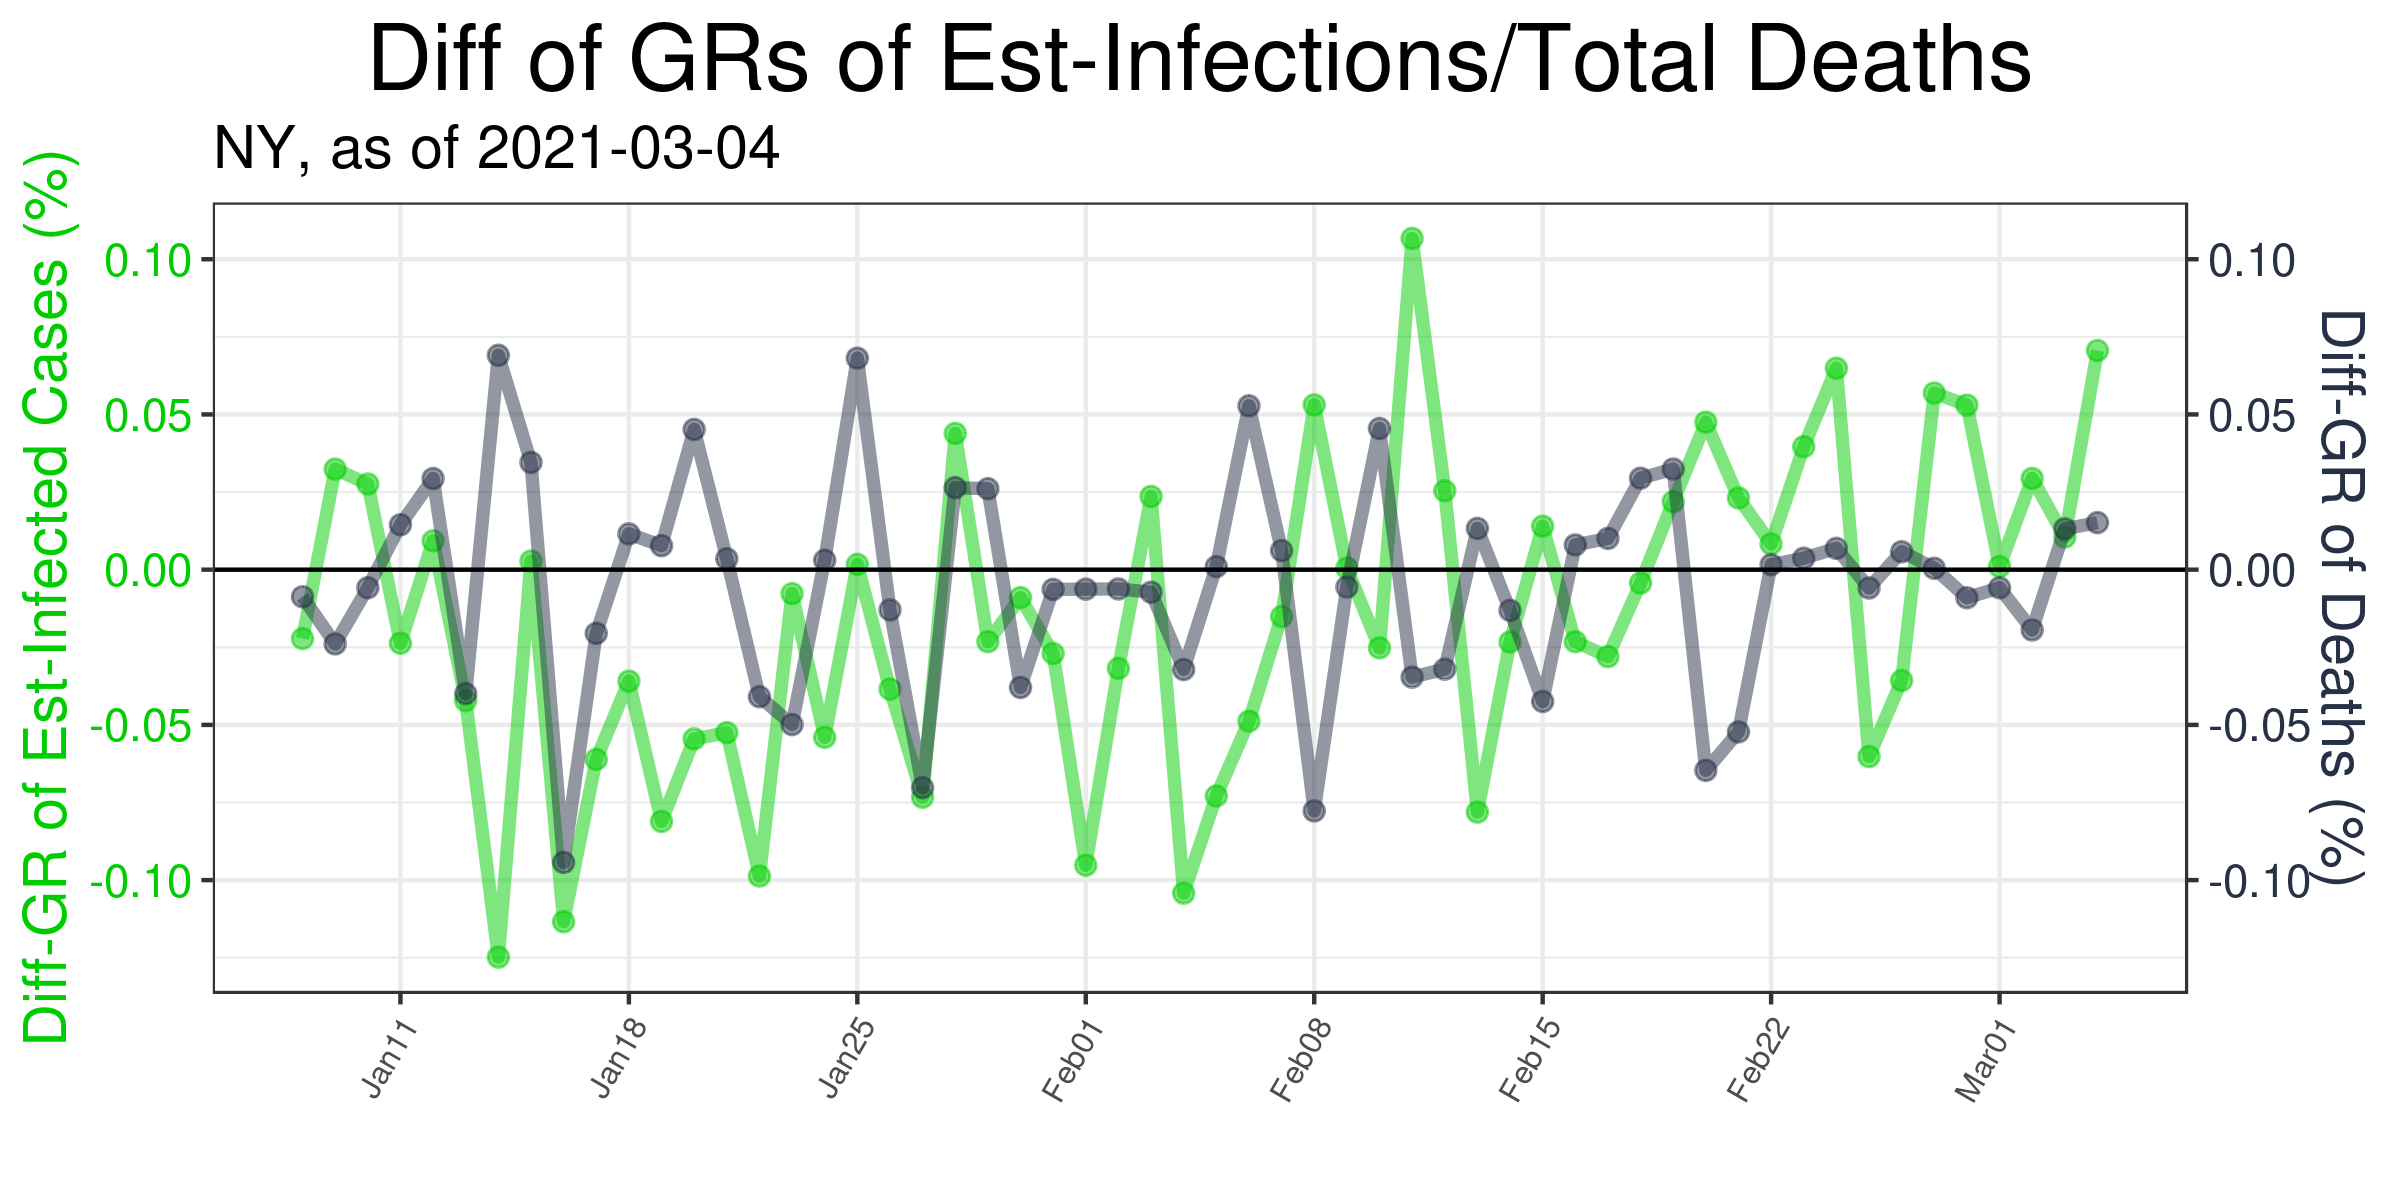 Diff of GRs of Est-Infections/Total Deaths
NY, as of 2021-03-04
Diff-GR of Est-Infected Cases (%)
0.10
0.05
0.00
-0.05
-0.10
0.10
0.05
0.00
-0.05
-0.10
Diff-GR of Deaths (%)
Jan11
Jan18
Jan25
Feb01
Feb08
Feb15
Feb22
Mar01